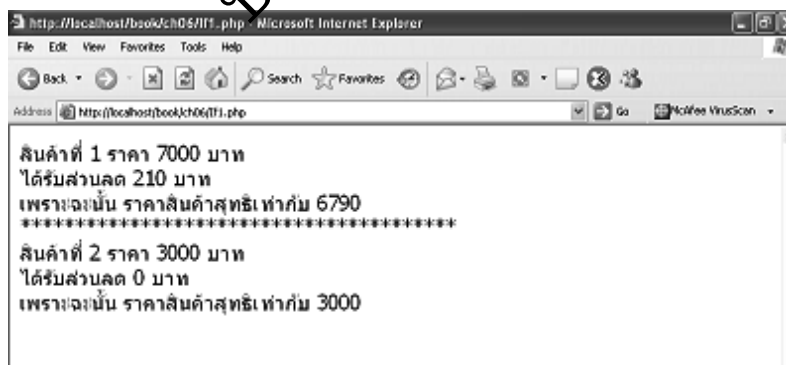 http://localhost/book/ch06/If1.php - Microsoft Internet Explorer
File Edit View Favorites Tools Help
Back Search Favorites
Address http://localhost/book/ch06/If1.php Go McAfee VirusScan
สินค้าที่ 1 ราคา 7000 บาท
ได้รับส่วนลด 210 บาท
เพราะฉะนั้น ราคาสินค้าสุทธิเท่ากับ 6790
****************************************
สินค้าที่ 2 ราคา 3000 บาท
ได้รับส่วนลด 0 บาท
เพราะฉะนั้น ราคาสินค้าสุทธิเท่ากับ 3000